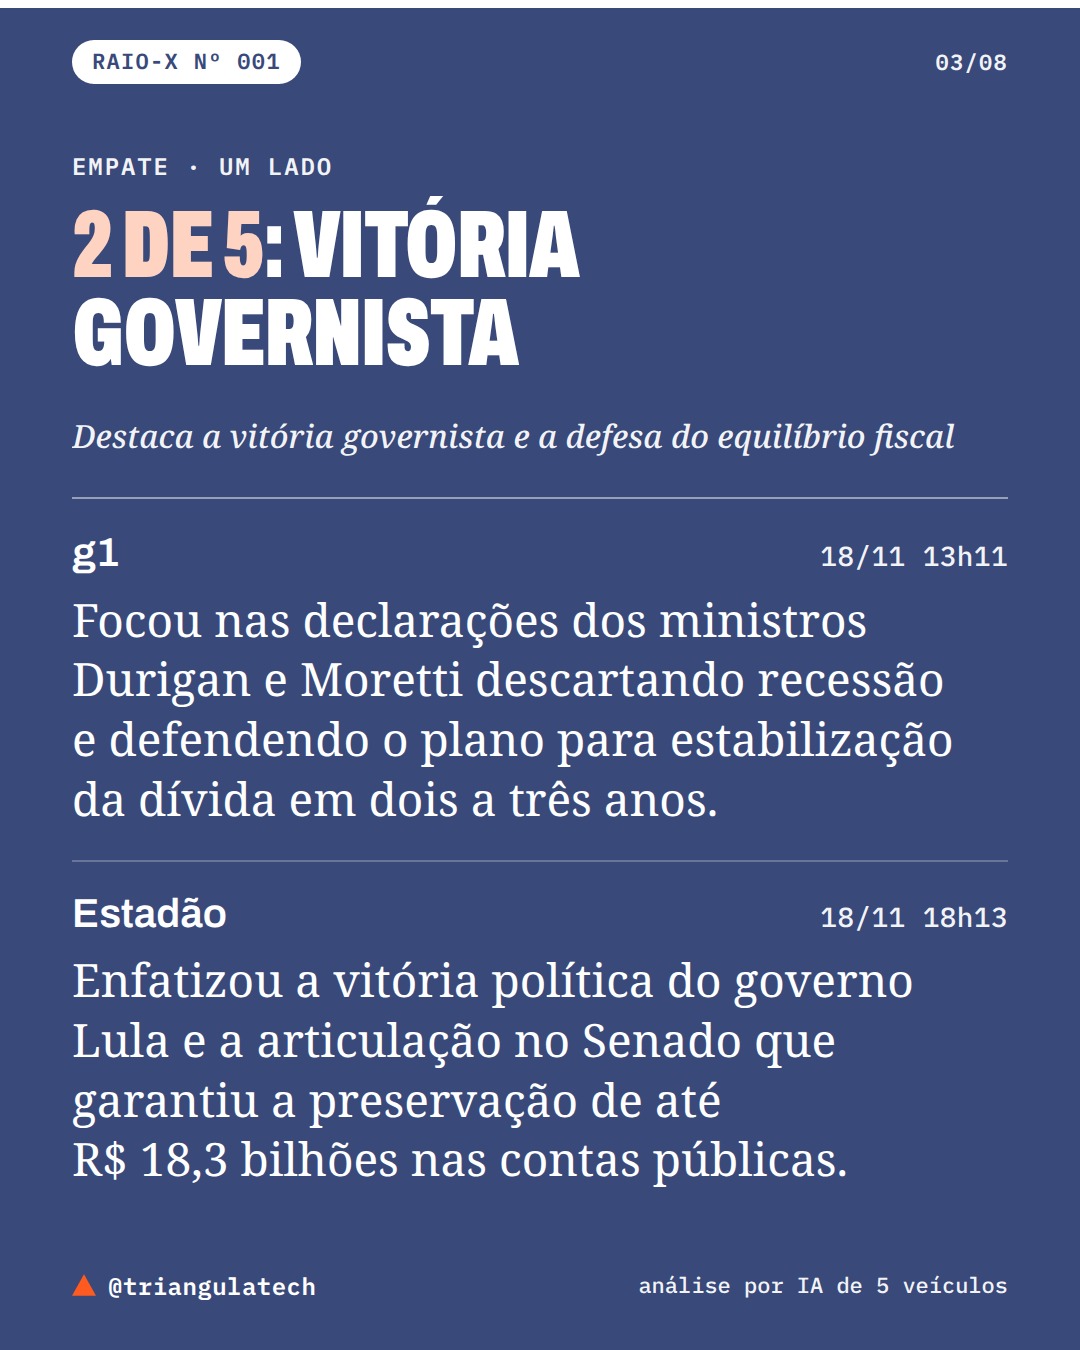 RAIO-X Nº 001
03/08
EMPATE · UM LADO
2 DE 5: VITÓRIA
GOVERNISTA
Destaca a vitória governista e a defesa do equilíbrio fiscal
g1
18/11 13h11
Focou nas declarações dos ministros
Durigan e Moretti descartando recessão
e defendendo o plano para estabilização
da dívida em dois a três anos.
Estadão
18/11 18h13
Enfatizou a vitória política do governo
Lula e a articulação no Senado que
garantiu a preservação de até
R$ 18,3 bilhões nas contas públicas.
@triangulatech
análise por IA de 5 veículos